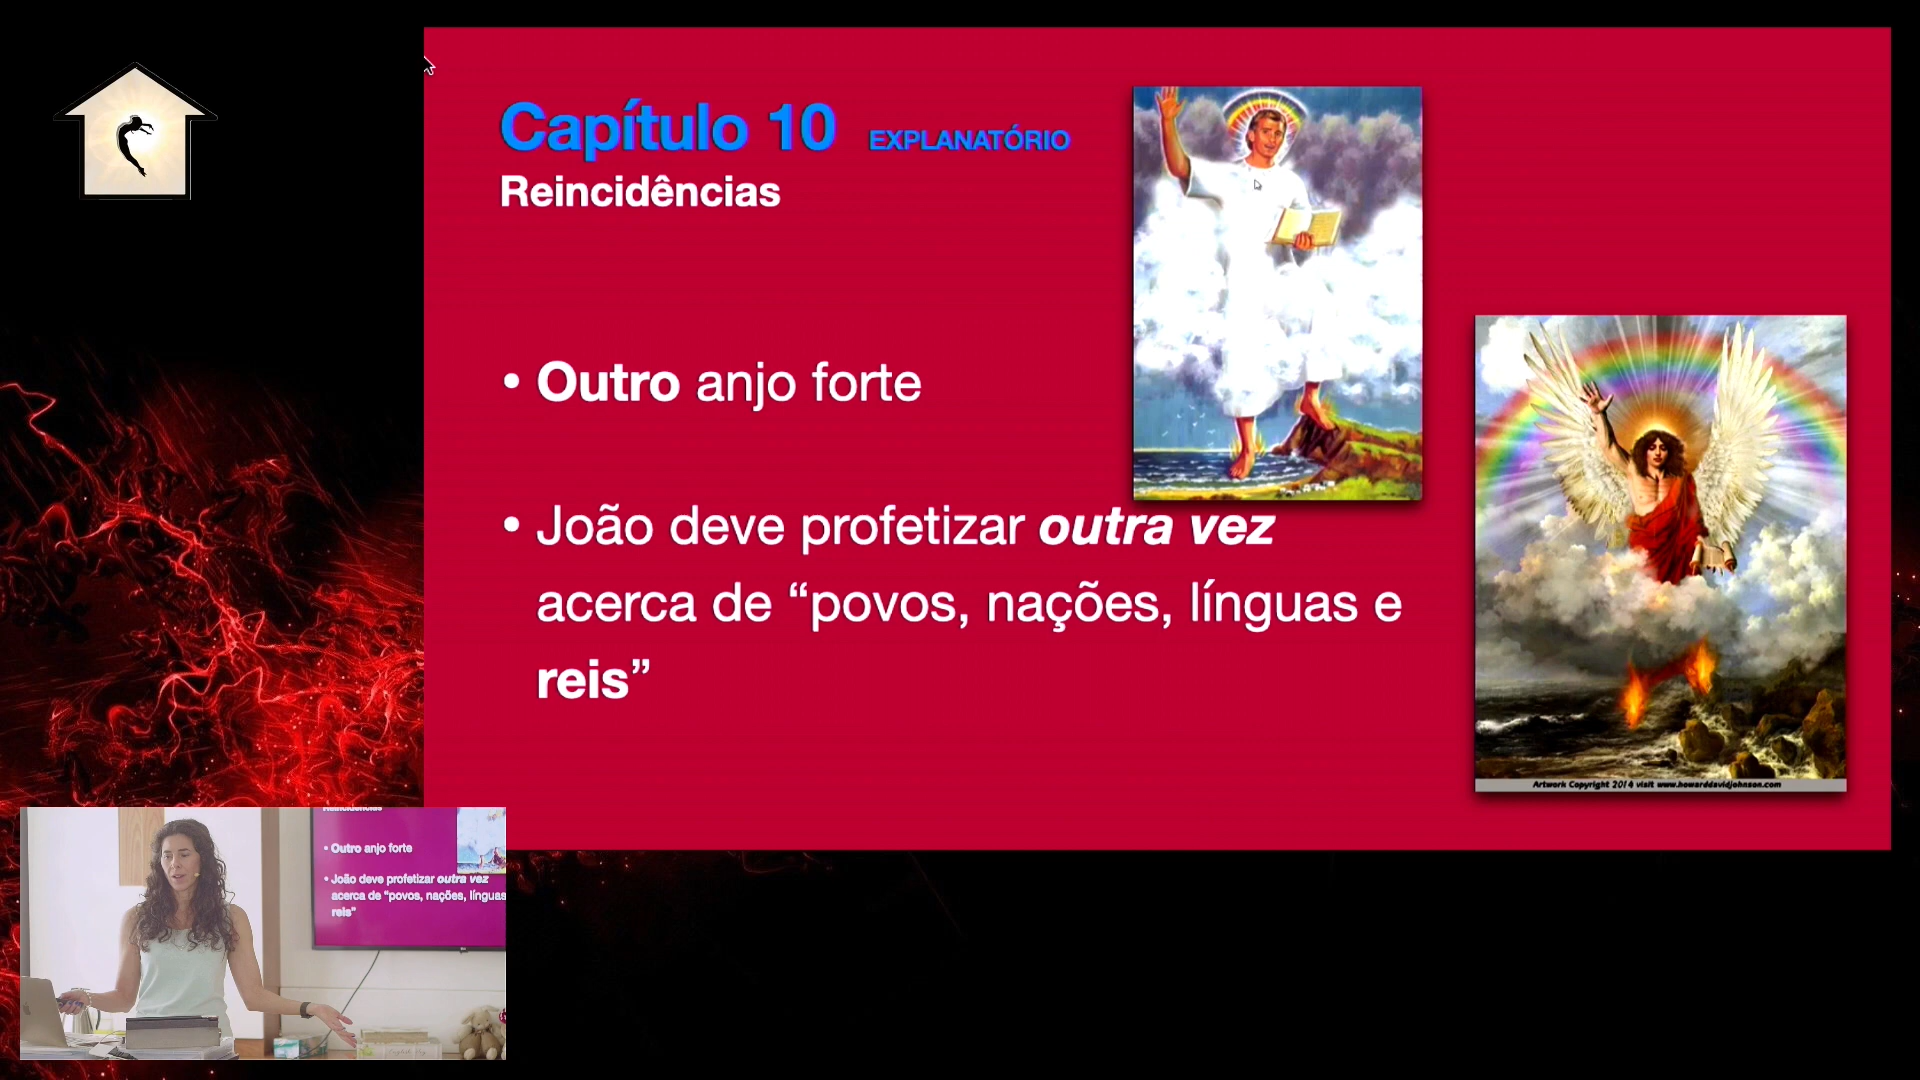 Capítulo 10 EXPLANATÓRIO
Reincidências
• Outro anjo forte
• João deve profetizar outra vez
acerca de “povos, nações, línguas e
reis”
Artwork Copyright 2014 visit www.howarddavidjohnson.com
Reincidências
• Outro anjo forte
• João deve profetizar outra vez
acerca de “povos, nações, línguas
reis”